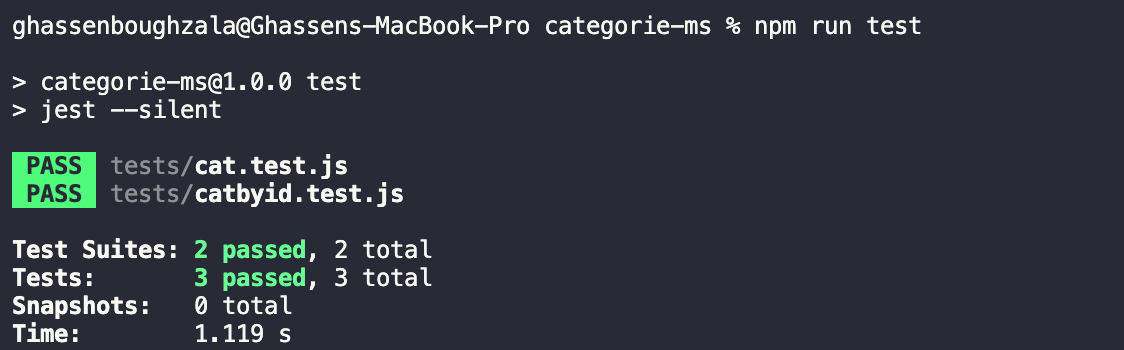 ghassenboughzala@Ghassens-MacBook-Pro categorie-ms % npm run test
> categorie-ms@1.0.0 test
> jest --silent
PASS tests/cat.test.js
PASS tests/catbyid.test.js
Test Suites: 2 passed, 2 total
Tests: 3 passed, 3 total
Snapshots: 0 total
Time: 1.119 s